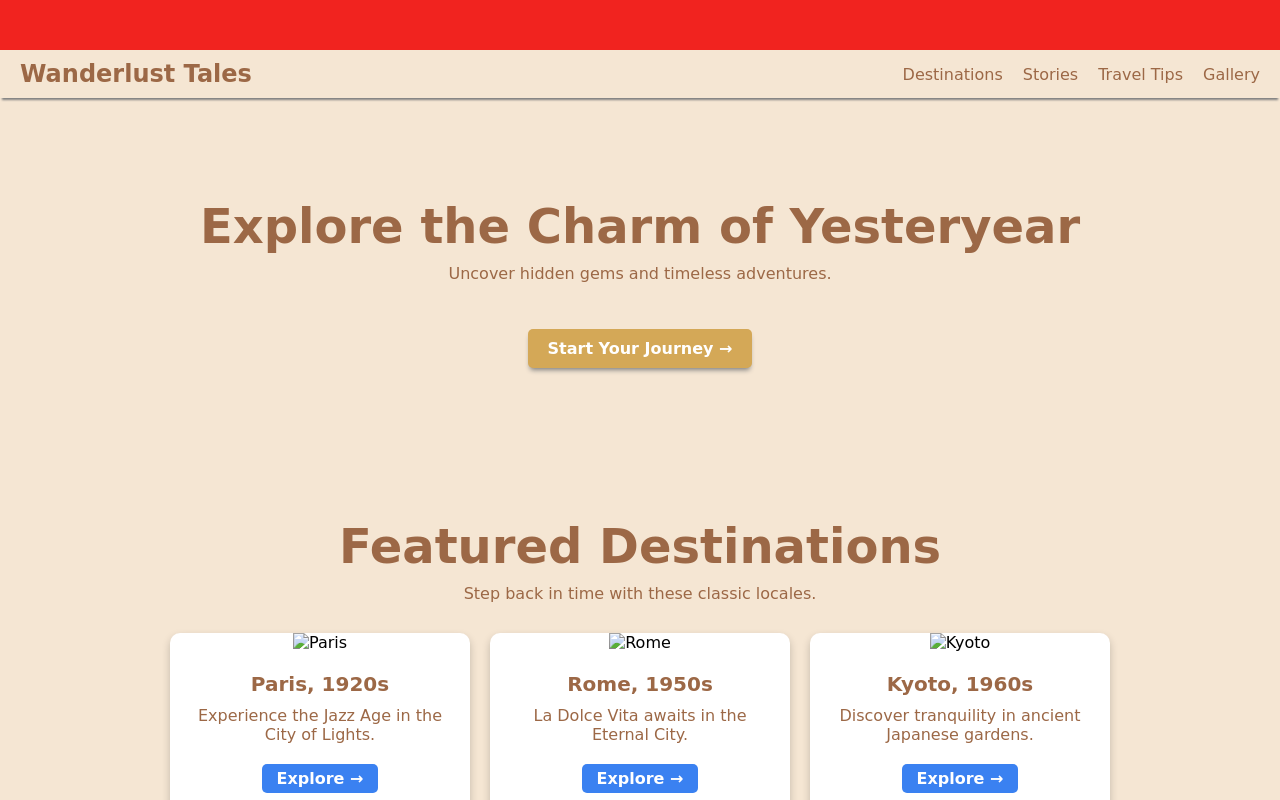 Wanderlust Tales
Destinations
Stories
Travel Tips
Gallery
Explore the Charm of Yesteryear
Uncover hidden gems and timeless adventures.
Start Your Journey →
Featured Destinations
Step back in time with these classic locales.
Paris
Paris, 1920s
Experience the Jazz Age in the
City of Lights.
Explore →
Rome
Rome, 1950s
La Dolce Vita awaits in the
Eternal City.
Explore →
Kyoto
Kyoto, 1960s
Discover tranquility in ancient
Japanese gardens.
Explore →